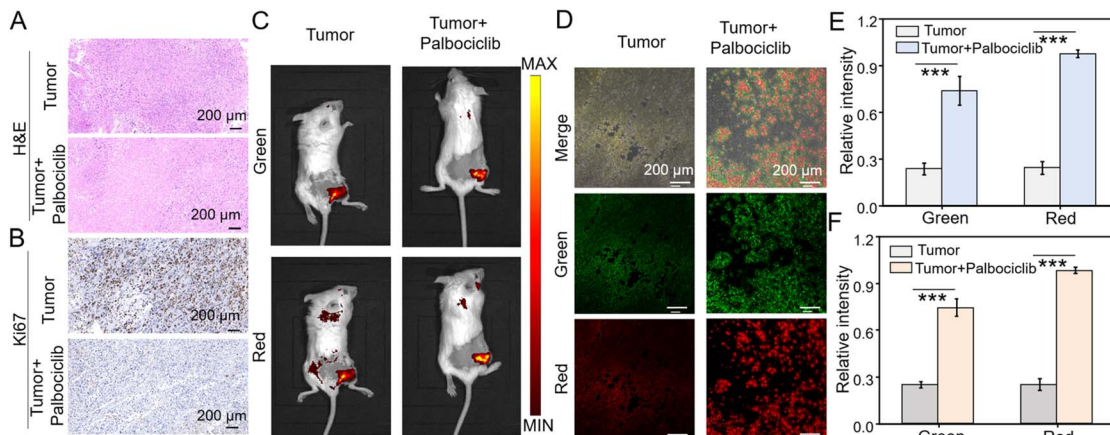 A
H&E
Tumor
200 μm
Tumor+
Palbociclib
200 μm
B
Ki67
Tumor
200 μm
Tumor+
Palbociclib
200 μm
C
Tumor
Tumor+
Palbociclib
Green
Red
MAX
MIN
D
Tumor
Tumor+
Palbociclib
Merge
200 μm
200 μm
Green
Red
E
Relative intensity
1.2
0.9
0.6
0.3
0.0
Tumor
Tumor+Palbociclib
***
***
Green
Red
F
Relative intensity
1.2
0.9
0.6
0.3
0.0
Tumor
Tumor+Palbociclib
***
***
Green
Red